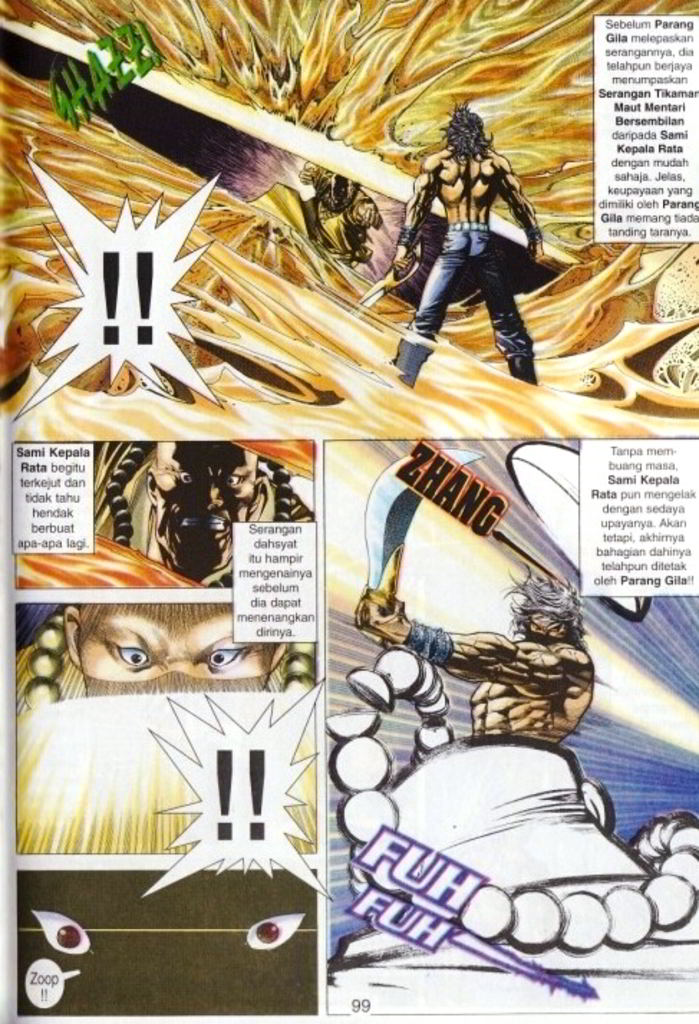 SHAZZ
Sebelum Parang
Gila melepaskan
serangannya, dia
telahpun berjaya
menumpaskan
Serangan Tikaman
Maut Mentari
Bersembilan
daripada Sami
Kepala Rata
dengan mudah
sahaja. Jelas,
keupayaan yang
dimiliki oleh Parang
Gila memang tiada
tanding taranya.
!!
Sami Kepala
Rata begitu
terkejut dan
tidak tahu
hendak
berbuat
apa-apa lagi.
Serangan
dahsyat
itu hampir
mengenainya
sebelum
dia dapat
menenangkan
dirinya.
!!
Zoop
!!
ZHANG
Tanpa mem-
buang masa,
Sami Kepala
Rata pun mengelak
dengan sedaya
upayanya. Akan
tetapi, akhirnya
bahagian dahinya
telahpun ditetak
oleh Parang Gila!!
FUH
FUH
99